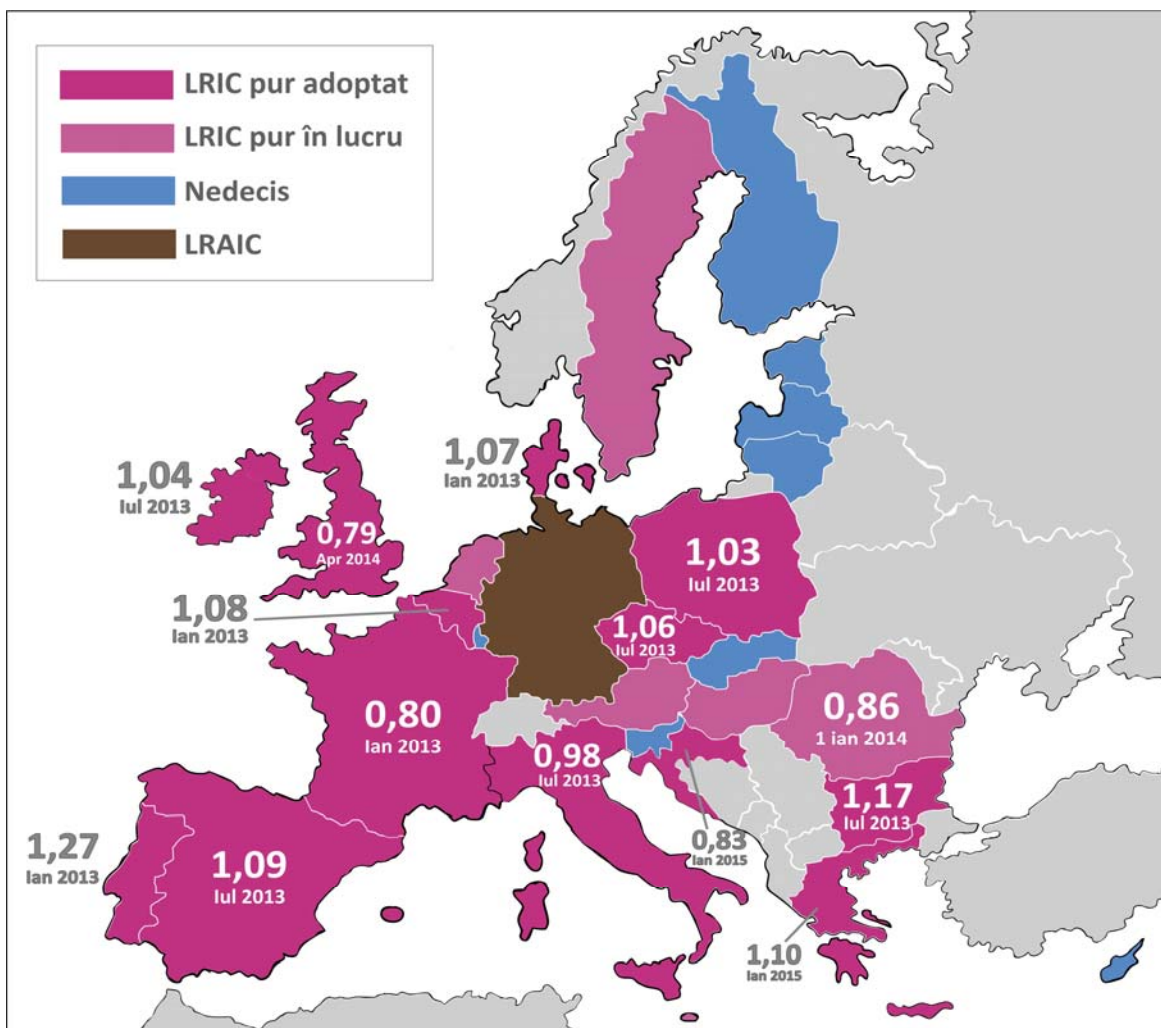 LRIC pur adoptat
LRIC pur în lucru
Nedecis
LRAIC
1,07
Ian 2013
1,04
Iul 2013
0,79
Apr 2014
1,03
Iul 2013
1,08
Ian 2013
1,06
Iul 2013
0,80
Ian 2013
0,86
1 ian 2014
0,98
Iul 2013
1,17
Iul 2013
0,83
Ian 2015
1,27
Ian 2013
1,09
Iul 2013
1,10
Ian 2015